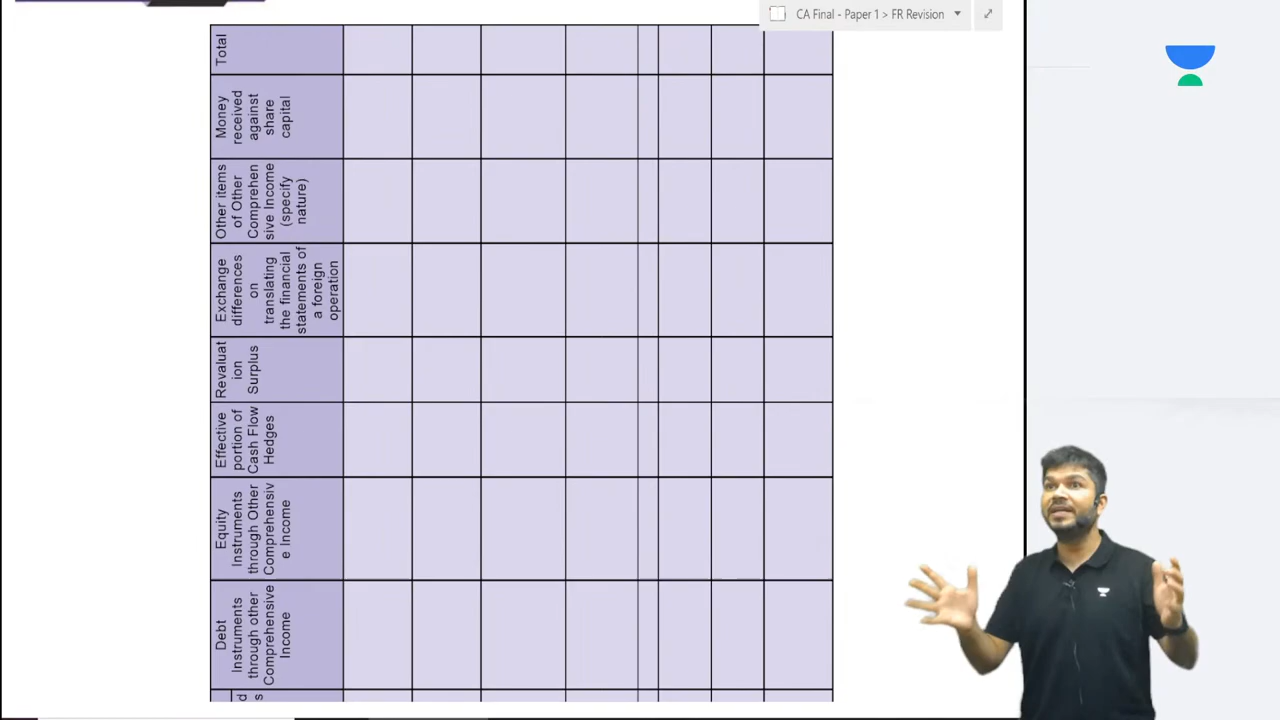 CA Final - Paper 1 > FR Revision
Total
Money
received
against
share
capital
Other items
of Other
Comprehen
sive Income
(specify
nature)
Exchange
differences
on
translating
the financial
statements of
a foreign
operation
Revaluat
ion
Surplus
Effective
portion of
Cash Flow
Hedges
Equity
Instruments
through Other
Comprehensiv
e Income
Debt
Instruments
through other
Comprehensive
Income
d
s